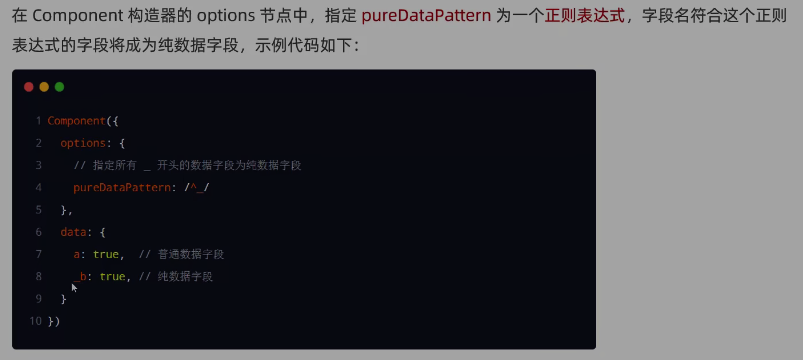 在 Component 构造器的 options 节点中，指定 pureDataPattern 为一个正则表达式，字段名符合这个正则
表达式的字段将成为纯数据字段，示例代码如下：
1 Component({
2 options: {
3 // 指定所有 _ 开头的数据字段为纯数据字段
4 pureDataPattern: /^_/
5 },
6 data: {
7 a: true, // 普通数据字段
8 _b: true, // 纯数据字段
9 }
10 })